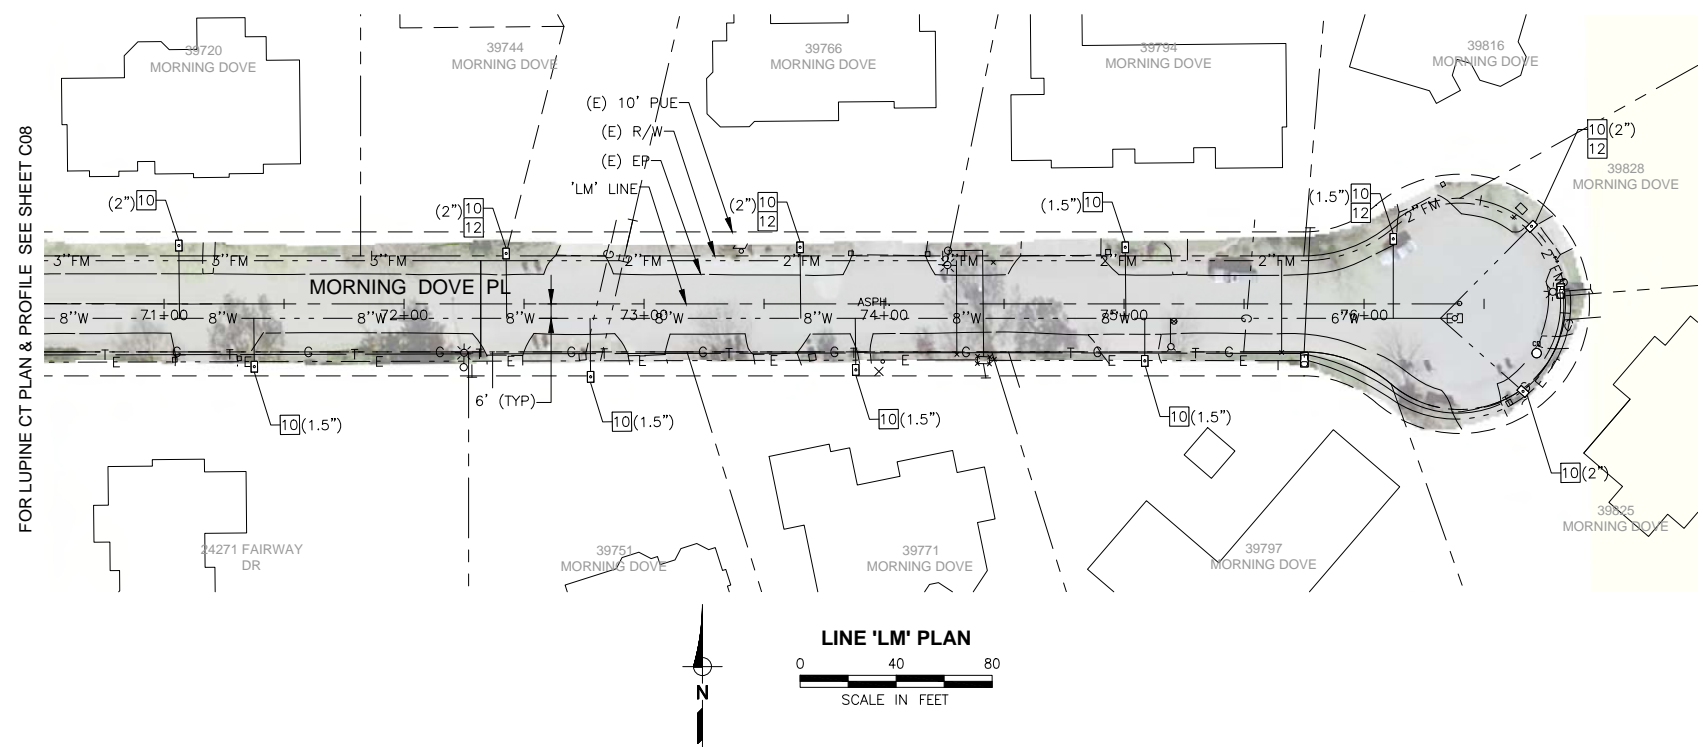 39720
MORNING DOVE
39744
MORNING DOVE
39766
MORNING DOVE
39794
MORNING DOVE
39816
MORNING DOVE
(E) 10' PUE
(E) R/W
(E) EP
'LM' LINE
10 (2")
12
39828
MORNING DOVE
FOR LUPINE CT PLAN & PROFILE SEE SHEET C08
(2") 10
(2") 10
12
(2") 10
12
(1.5") 10
(1.5") 10
12
3"FM
3"FM
3"FM
2"FM
2"FM
2"FM
2"FM
2"FM
2"FM
2"FM
MORNING DOVE PL
ASPH.
8"W
71+00
8"W
72+00
8"W
73+00
8"W
8"W
74+00
8"W
75+00
8"W
6"W
76+00
T G T G T G T G T G T G
E E E E E E E E
6' (TYP)
10 (1.5")
10 (1.5")
10 (1.5")
10 (1.5")
10 (2")
24271 FAIRWAY
DR
39751
MORNING DOVE
39771
MORNING DOVE
39797
MORNING DOVE
39825
MORNING DOVE
N
LINE 'LM' PLAN
0 40 80
SCALE IN FEET